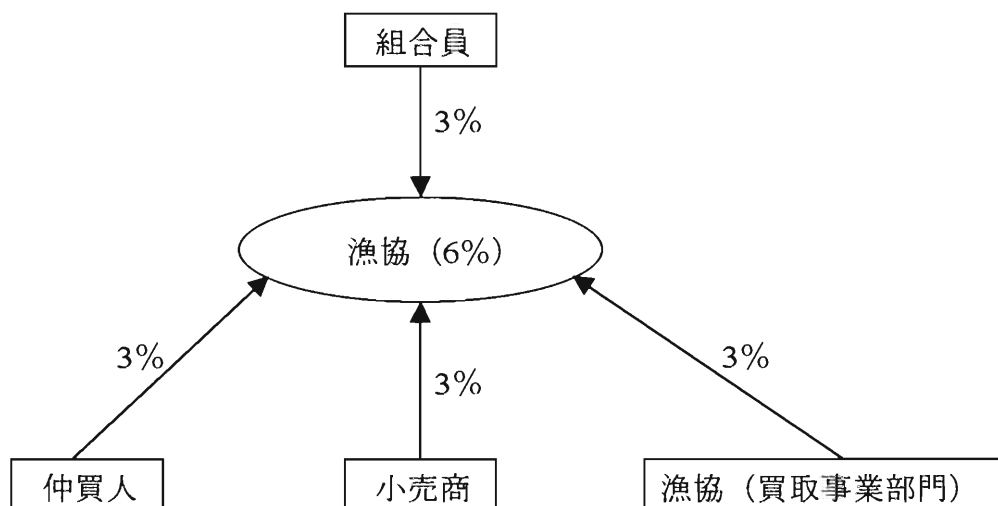 組合員
3%
漁協（6%）
3%
3%
3%
仲買人
小売商
漁協（買取事業部門）